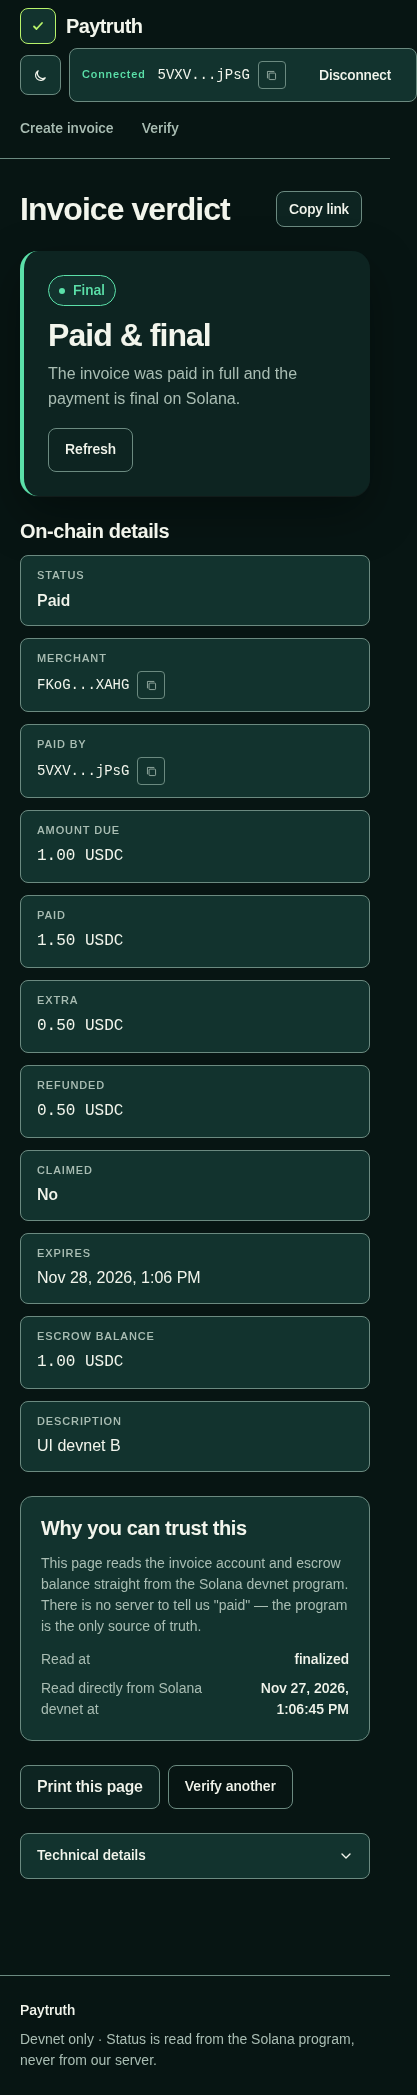 Paytruth
Connected 5VXV...jPsG Disconnect
Create invoice Verify
Invoice verdict Copy link
Final
Paid & final
The invoice was paid in full and the
payment is final on Solana.
Refresh
On-chain details
STATUS
Paid
MERCHANT
FKoG...XAHG
PAID BY
5VXV...jPsG
AMOUNT DUE
1.00 USDC
PAID
1.50 USDC
EXTRA
0.50 USDC
REFUNDED
0.50 USDC
CLAIMED
No
EXPIRES
Nov 28, 2026, 1:06 PM
ESCROW BALANCE
1.00 USDC
DESCRIPTION
UI devnet B
Why you can trust this
This page reads the invoice account and escrow
balance straight from the Solana devnet program.
There is no server to tell us "paid" — the program
is the only source of truth.
Read at finalized
Read directly from Solana Nov 27, 2026,
devnet at 1:06:45 PM
Print this page Verify another
Technical details
Paytruth
Devnet only · Status is read from the Solana program,
never from our server.